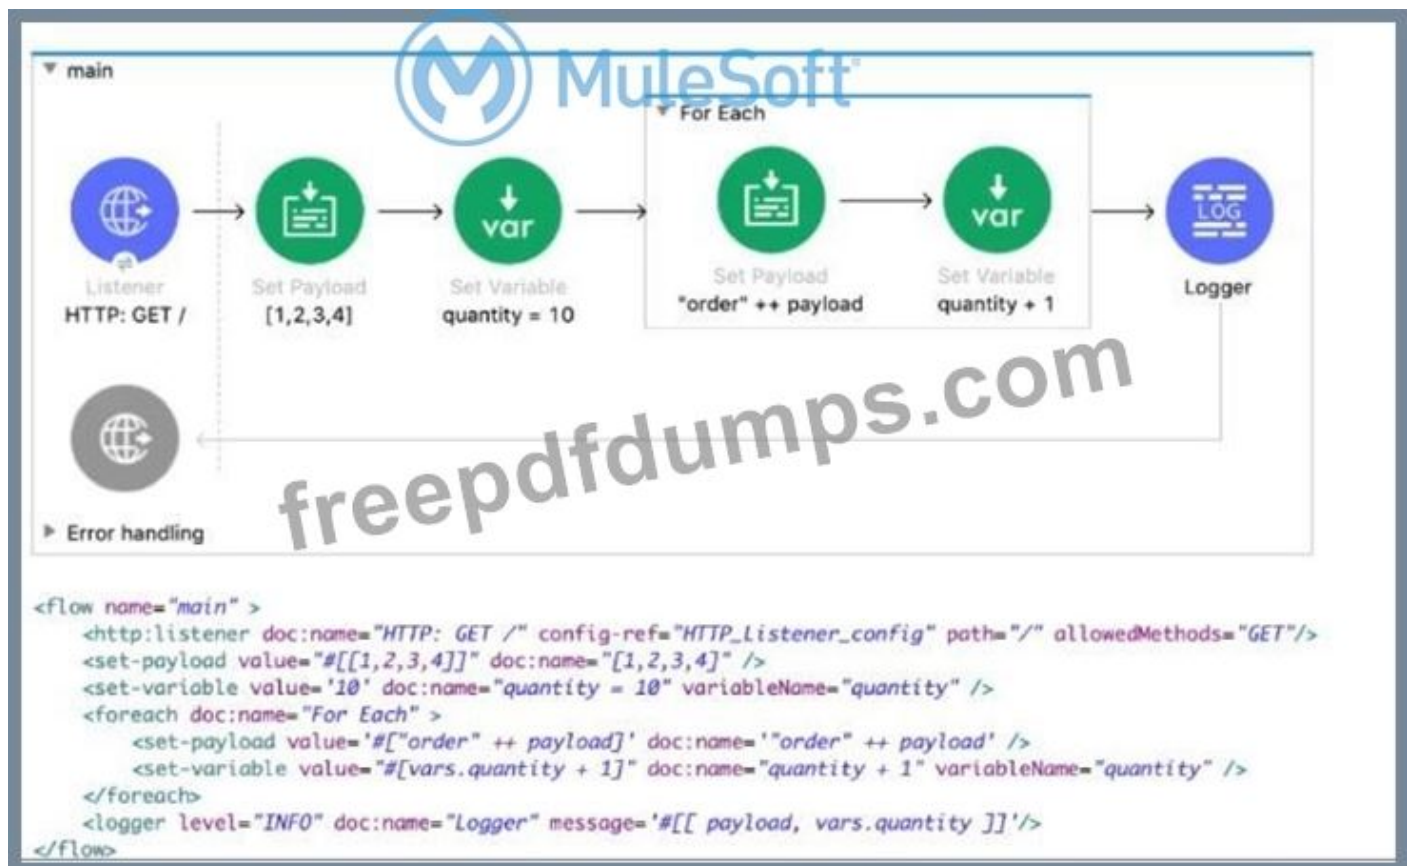 MuleSoft
main
For Each
var
var
LOG
Listener
HTTP: GET /
Set Payload
[1,2,3,4]
Set Variable
quantity = 10
Set Payload
"order" ++ payload
Set Variable
quantity + 1
Logger
freepdfdumps.com
Error handling
<flow name="main" >
<http:listener doc:name="HTTP: GET /" config-ref="HTTP_Listener_config" path="/" allowedMethods="GET"/>
<set-payload value="#[[1,2,3,4]]" doc:name="[1,2,3,4]" />
<set-variable value='10' doc:name="quantity = 10" variableName="quantity" />
<foreach doc:name="For Each" >
<set-payload value='#["order" ++ payload]' doc:name='"order" ++ payload' />
<set-variable value="#[vars.quantity + 1]" doc:name="quantity + 1" variableName="quantity" />
</foreach>
<logger level="INFO" doc:name="Logger" message='#[[ payload, vars.quantity ]]'/>
</flow>